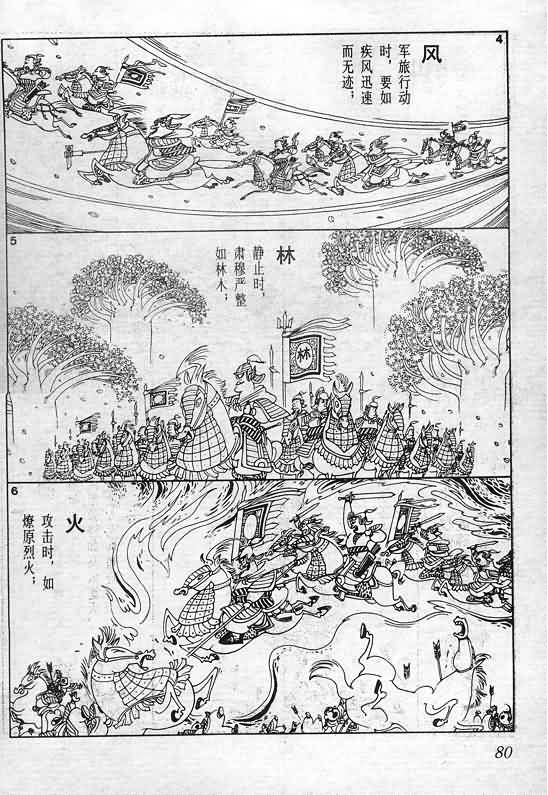 4
风
军旅行动
时，要如
疾风迅速
而无迹；
5
林
静止时，
肃穆严整
如林木；
林
6
火
攻击时，如
燎原烈火；
80